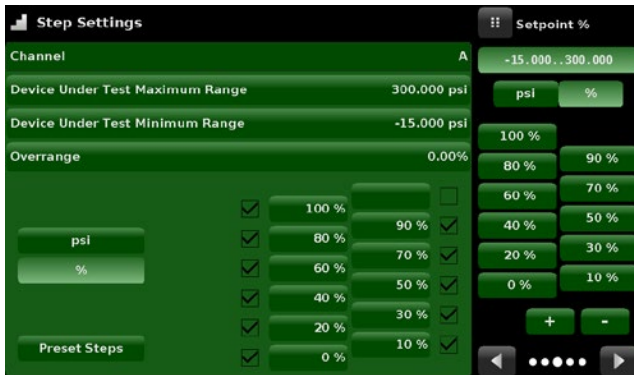 Step Settings
Channel A
Device Under Test Maximum Range 300.000 psi
Device Under Test Minimum Range -15.000 psi
Overrange 0.00%
psi
%
Preset Steps
100 %
90 %
80 %
70 %
60 %
50 %
40 %
30 %
20 %
10 %
0 %
Setpoint %
-15.000..300.000
psi %
100 %
90 %
80 %
70 %
60 %
50 %
40 %
30 %
20 %
10 %
0 %
+ -